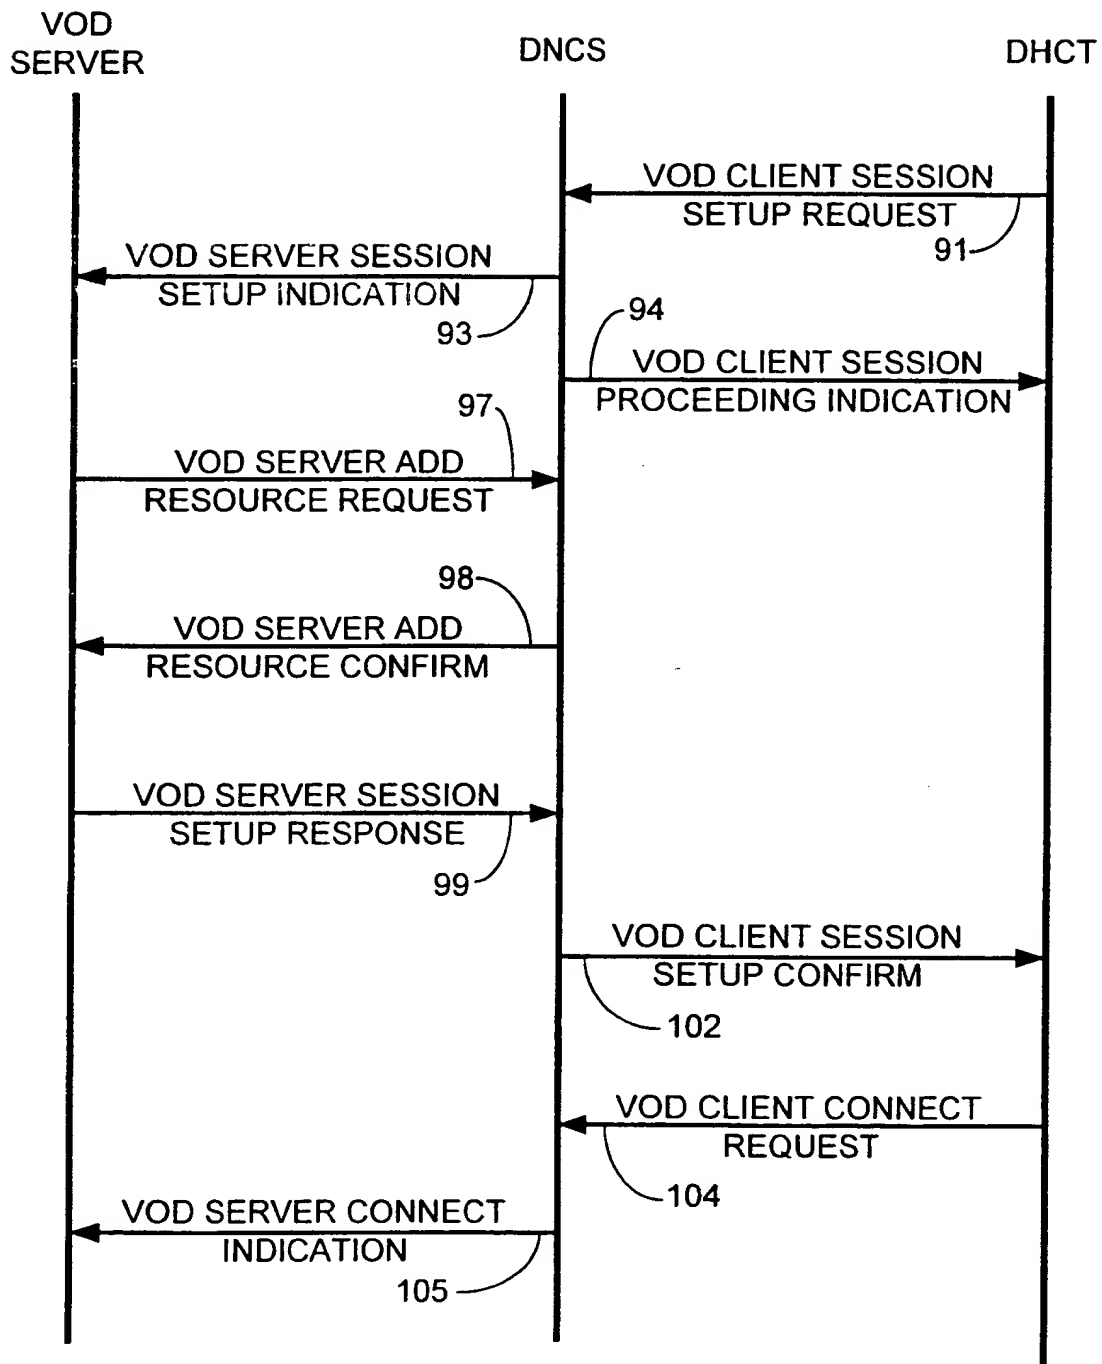 VOD
SERVER
DNCS
DHCT
VOD CLIENT SESSION
SETUP REQUEST
91
VOD SERVER SESSION
SETUP INDICATION
93
94
VOD CLIENT SESSION
PROCEEDING INDICATION
97
VOD SERVER ADD
RESOURCE REQUEST
98
VOD SERVER ADD
RESOURCE CONFIRM
VOD SERVER SESSION
SETUP RESPONSE
99
VOD CLIENT SESSION
SETUP CONFIRM
102
VOD CLIENT CONNECT
REQUEST
104
VOD SERVER CONNECT
INDICATION
105